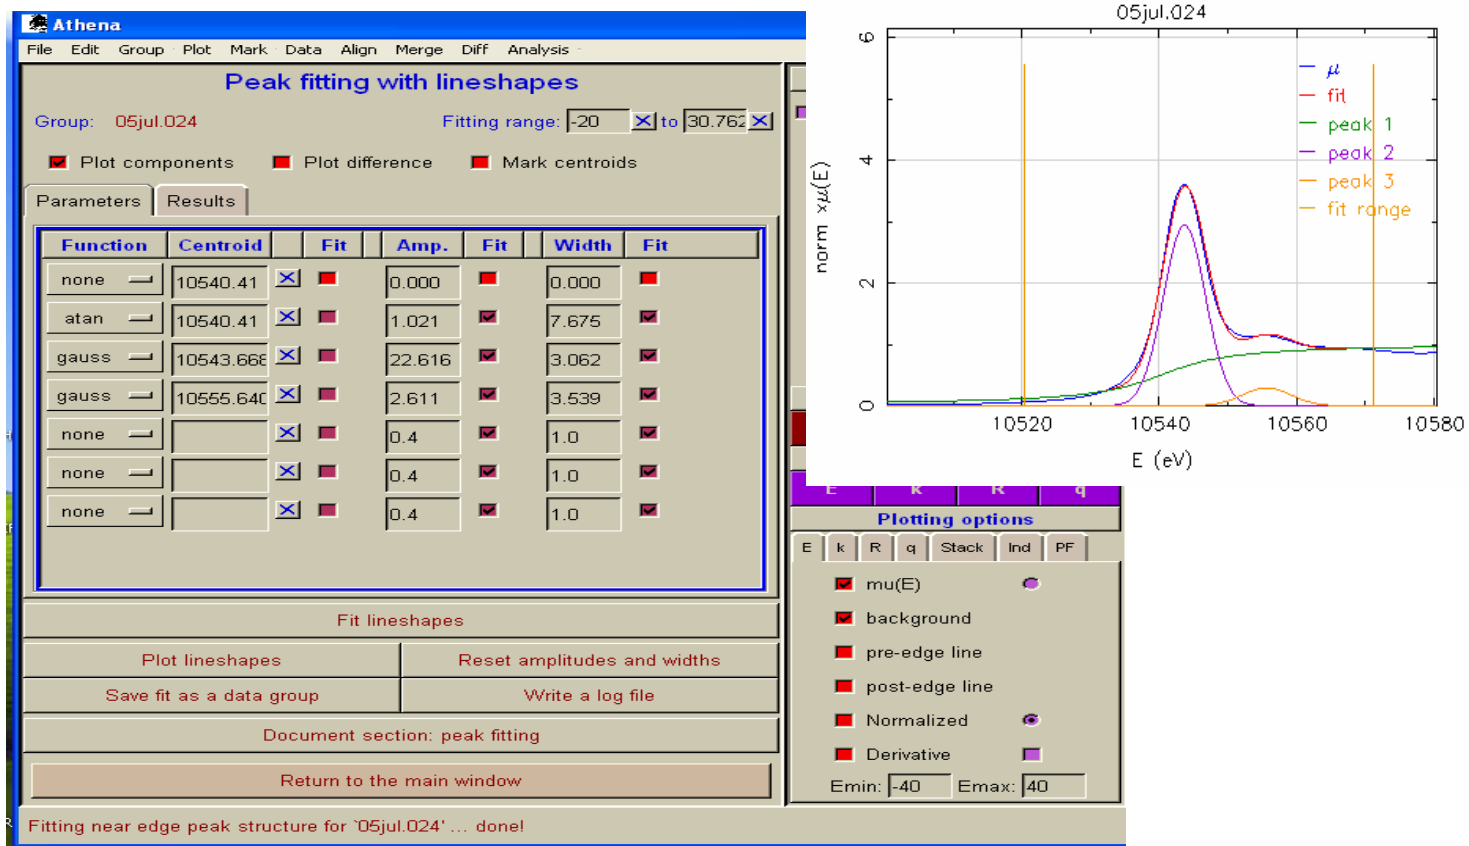 Athena
File Edit Group Plot Mark Data Align Merge Diff Analysis
Peak fitting with lineshapes
Group: 05jul.024 Fitting range: -20 to 30.762
Plot components Plot difference Mark centroids
Parameters Results
Function Centroid Fit Amp. Fit Width Fit
none 10540.41 0.000 0.000
atan 10540.41 1.021 7.675
gauss 10543.668 22.616 3.062
gauss 10555.640 2.611 3.539
none 0.4 1.0
none 0.4 1.0
none 0.4 1.0
Fit lineshapes
Plot lineshapes Reset amplitudes and widths
Save fit as a data group Write a log file
Document section: peak fitting
Return to the main window
Fitting near edge peak structure for `05jul.024' ... done!
05jul.024
norm xμ(E)
6
4
2
0
μ
fit
peak 1
peak 2
peak 3
fit range
10520 10540 10560 10580
E (eV)
E k R q
Plotting options
E k R q Stack Ind PF
mu(E)
background
pre-edge line
post-edge line
Normalized
Derivative
Emin: -40 Emax: 40